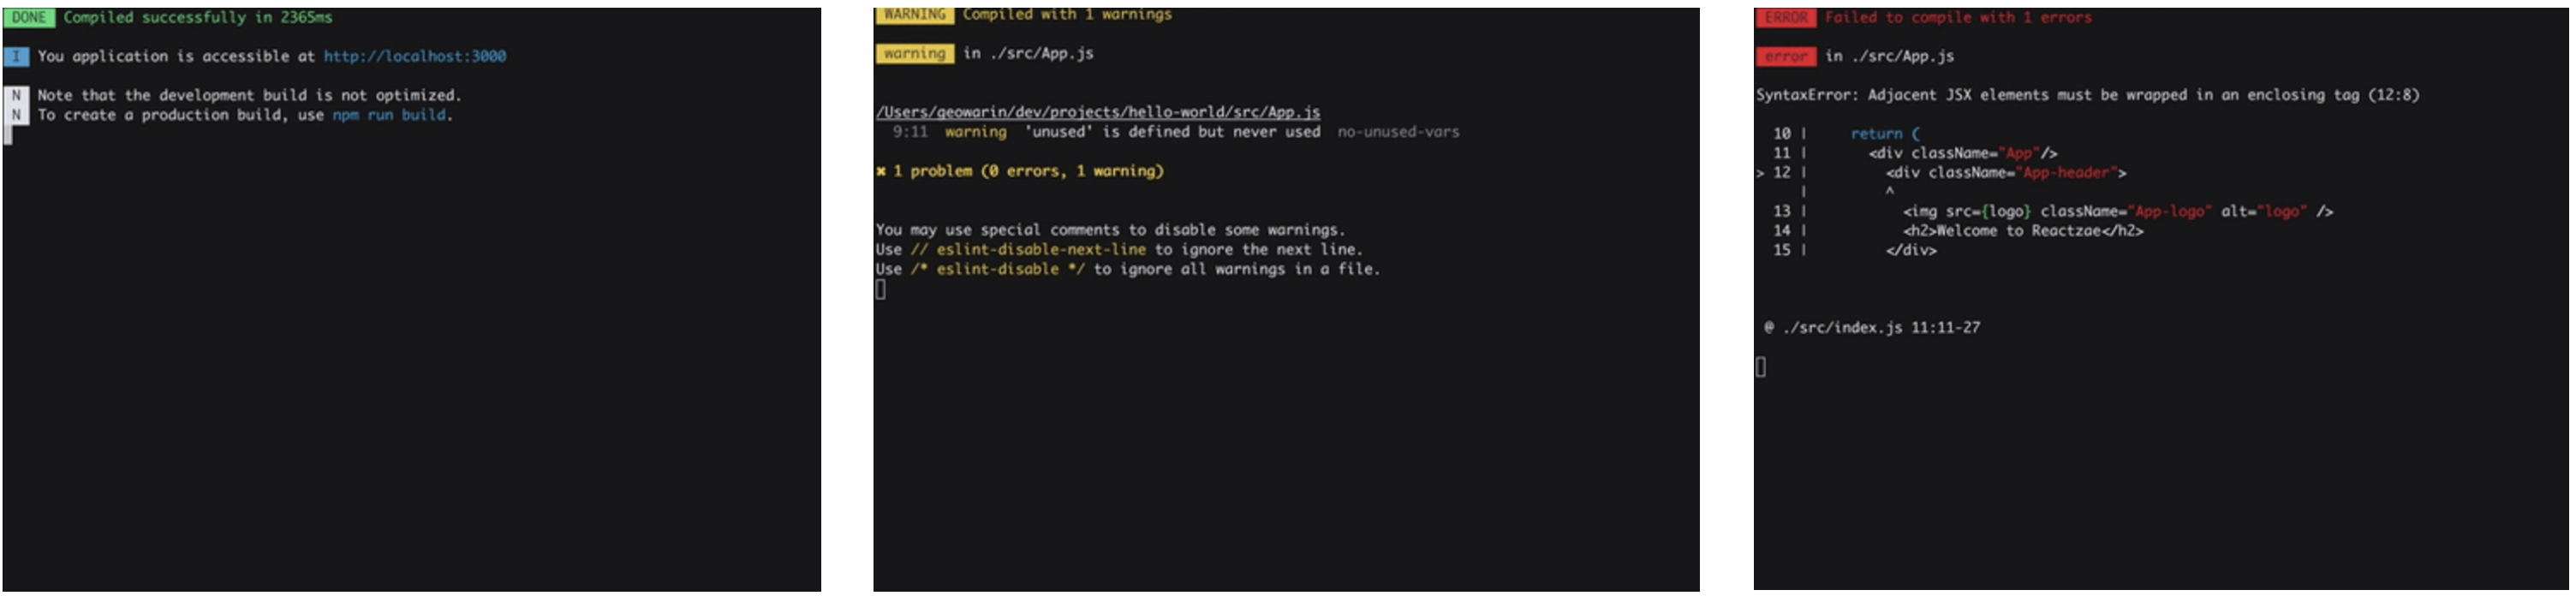 DONE Compiled successfully in 2365ms
I You application is accessible at http://localhost:3000
N Note that the development build is not optimized.
N To create a production build, use npm run build.
WARNING Compiled with 1 warnings
warning in ./src/App.js
/Users/geowarin/dev/projects/hello-world/src/App.js
9:11 warning 'unused' is defined but never used no-unused-vars
✖ 1 problem (0 errors, 1 warning)
You may use special comments to disable some warnings.
Use // eslint-disable-next-line to ignore the next line.
Use /* eslint-disable */ to ignore all warnings in a file.
ERROR Failed to compile with 1 errors
error in ./src/App.js
SyntaxError: Adjacent JSX elements must be wrapped in an enclosing tag (12:8)
10 | return (
11 | <div className="App"/>
> 12 | <div className="App-header">
| ^
13 | <img src={logo} className="App-logo" alt="logo" />
14 | <h2>Welcome to Reactzae</h2>
15 | </div>
@ ./src/index.js 11:11-27